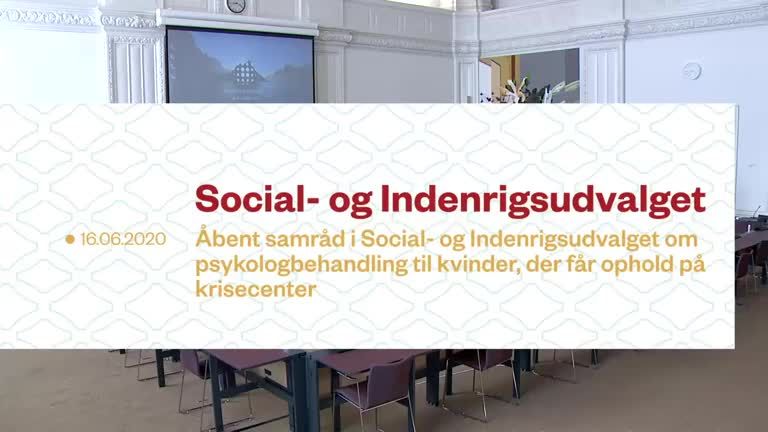 Social- og Indenrigsudvalget
16.06.2020
Åbent samråd i Social- og Indenrigsudvalget om
psykologbehandling til kvinder, der får ophold på
krisecenter